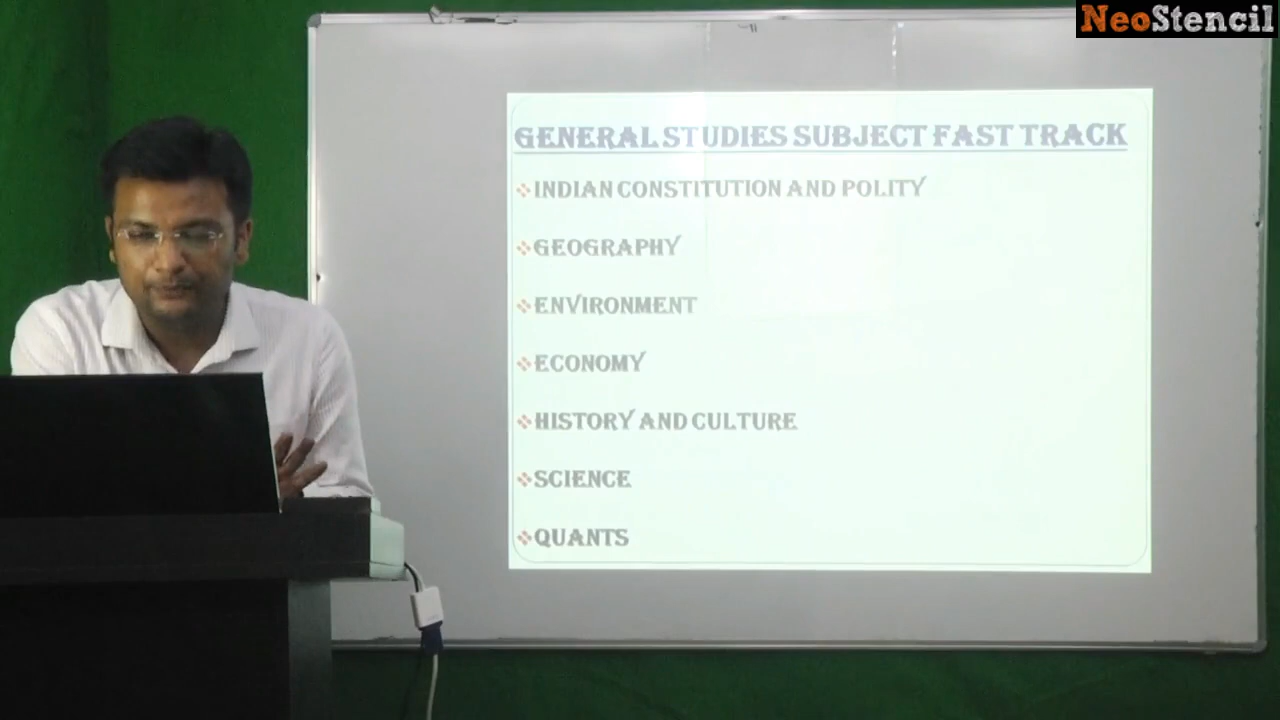 NeoStencil
GENERAL STUDIES SUBJECT FAST TRACK
INDIAN CONSTITUTION AND POLITY
GEOGRAPHY
ENVIRONMENT
ECONOMY
HISTORY AND CULTURE
SCIENCE
QUANTS